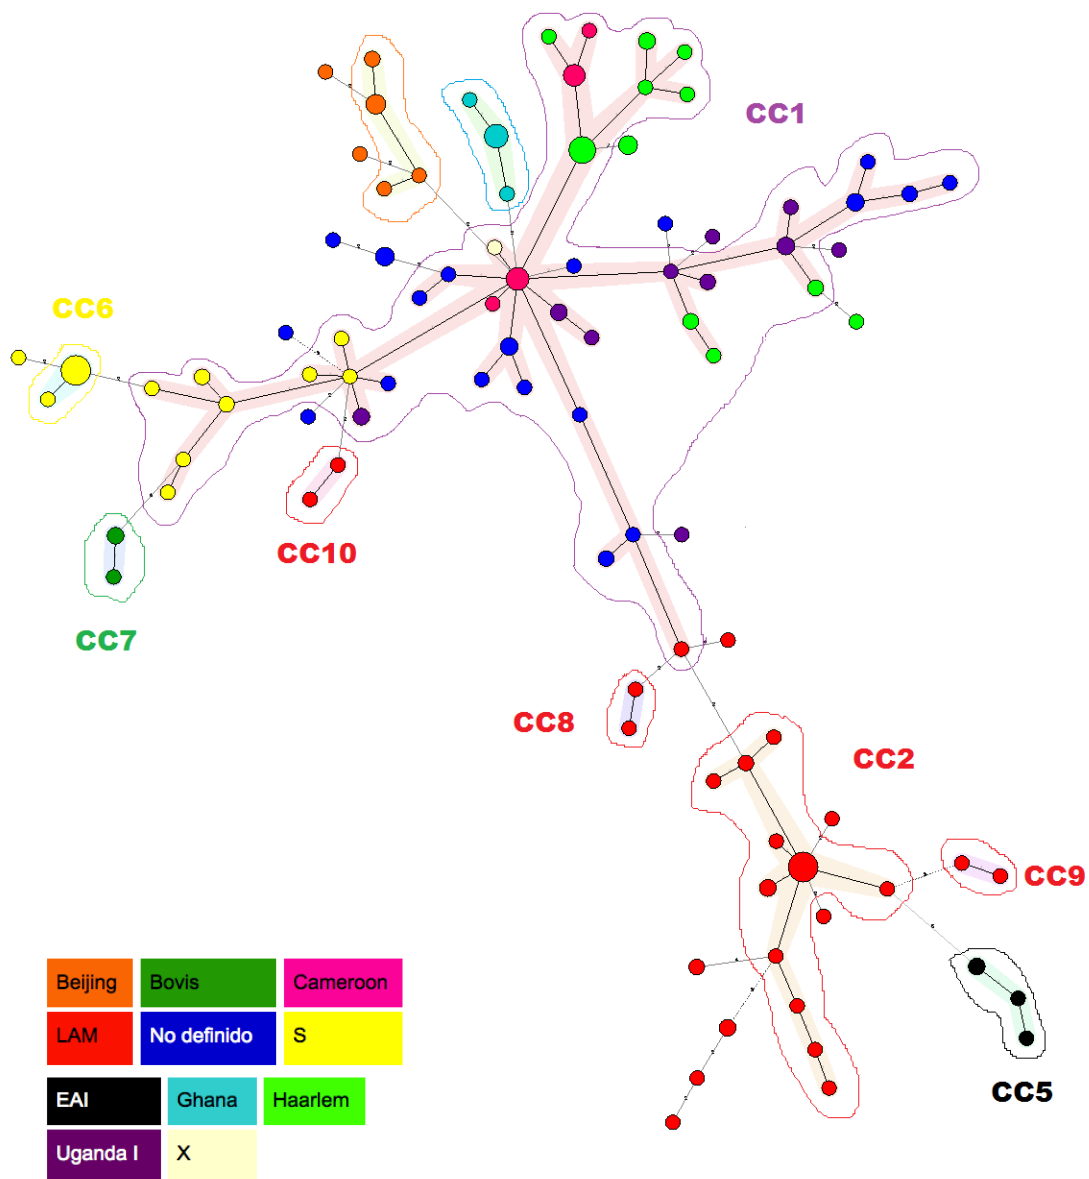 CC1
CC6
CC10
CC7
CC8
CC2
CC9
CC5
Beijing Bovis Cameroon
LAM No definido S
EAI Ghana Haarlem
Uganda I X